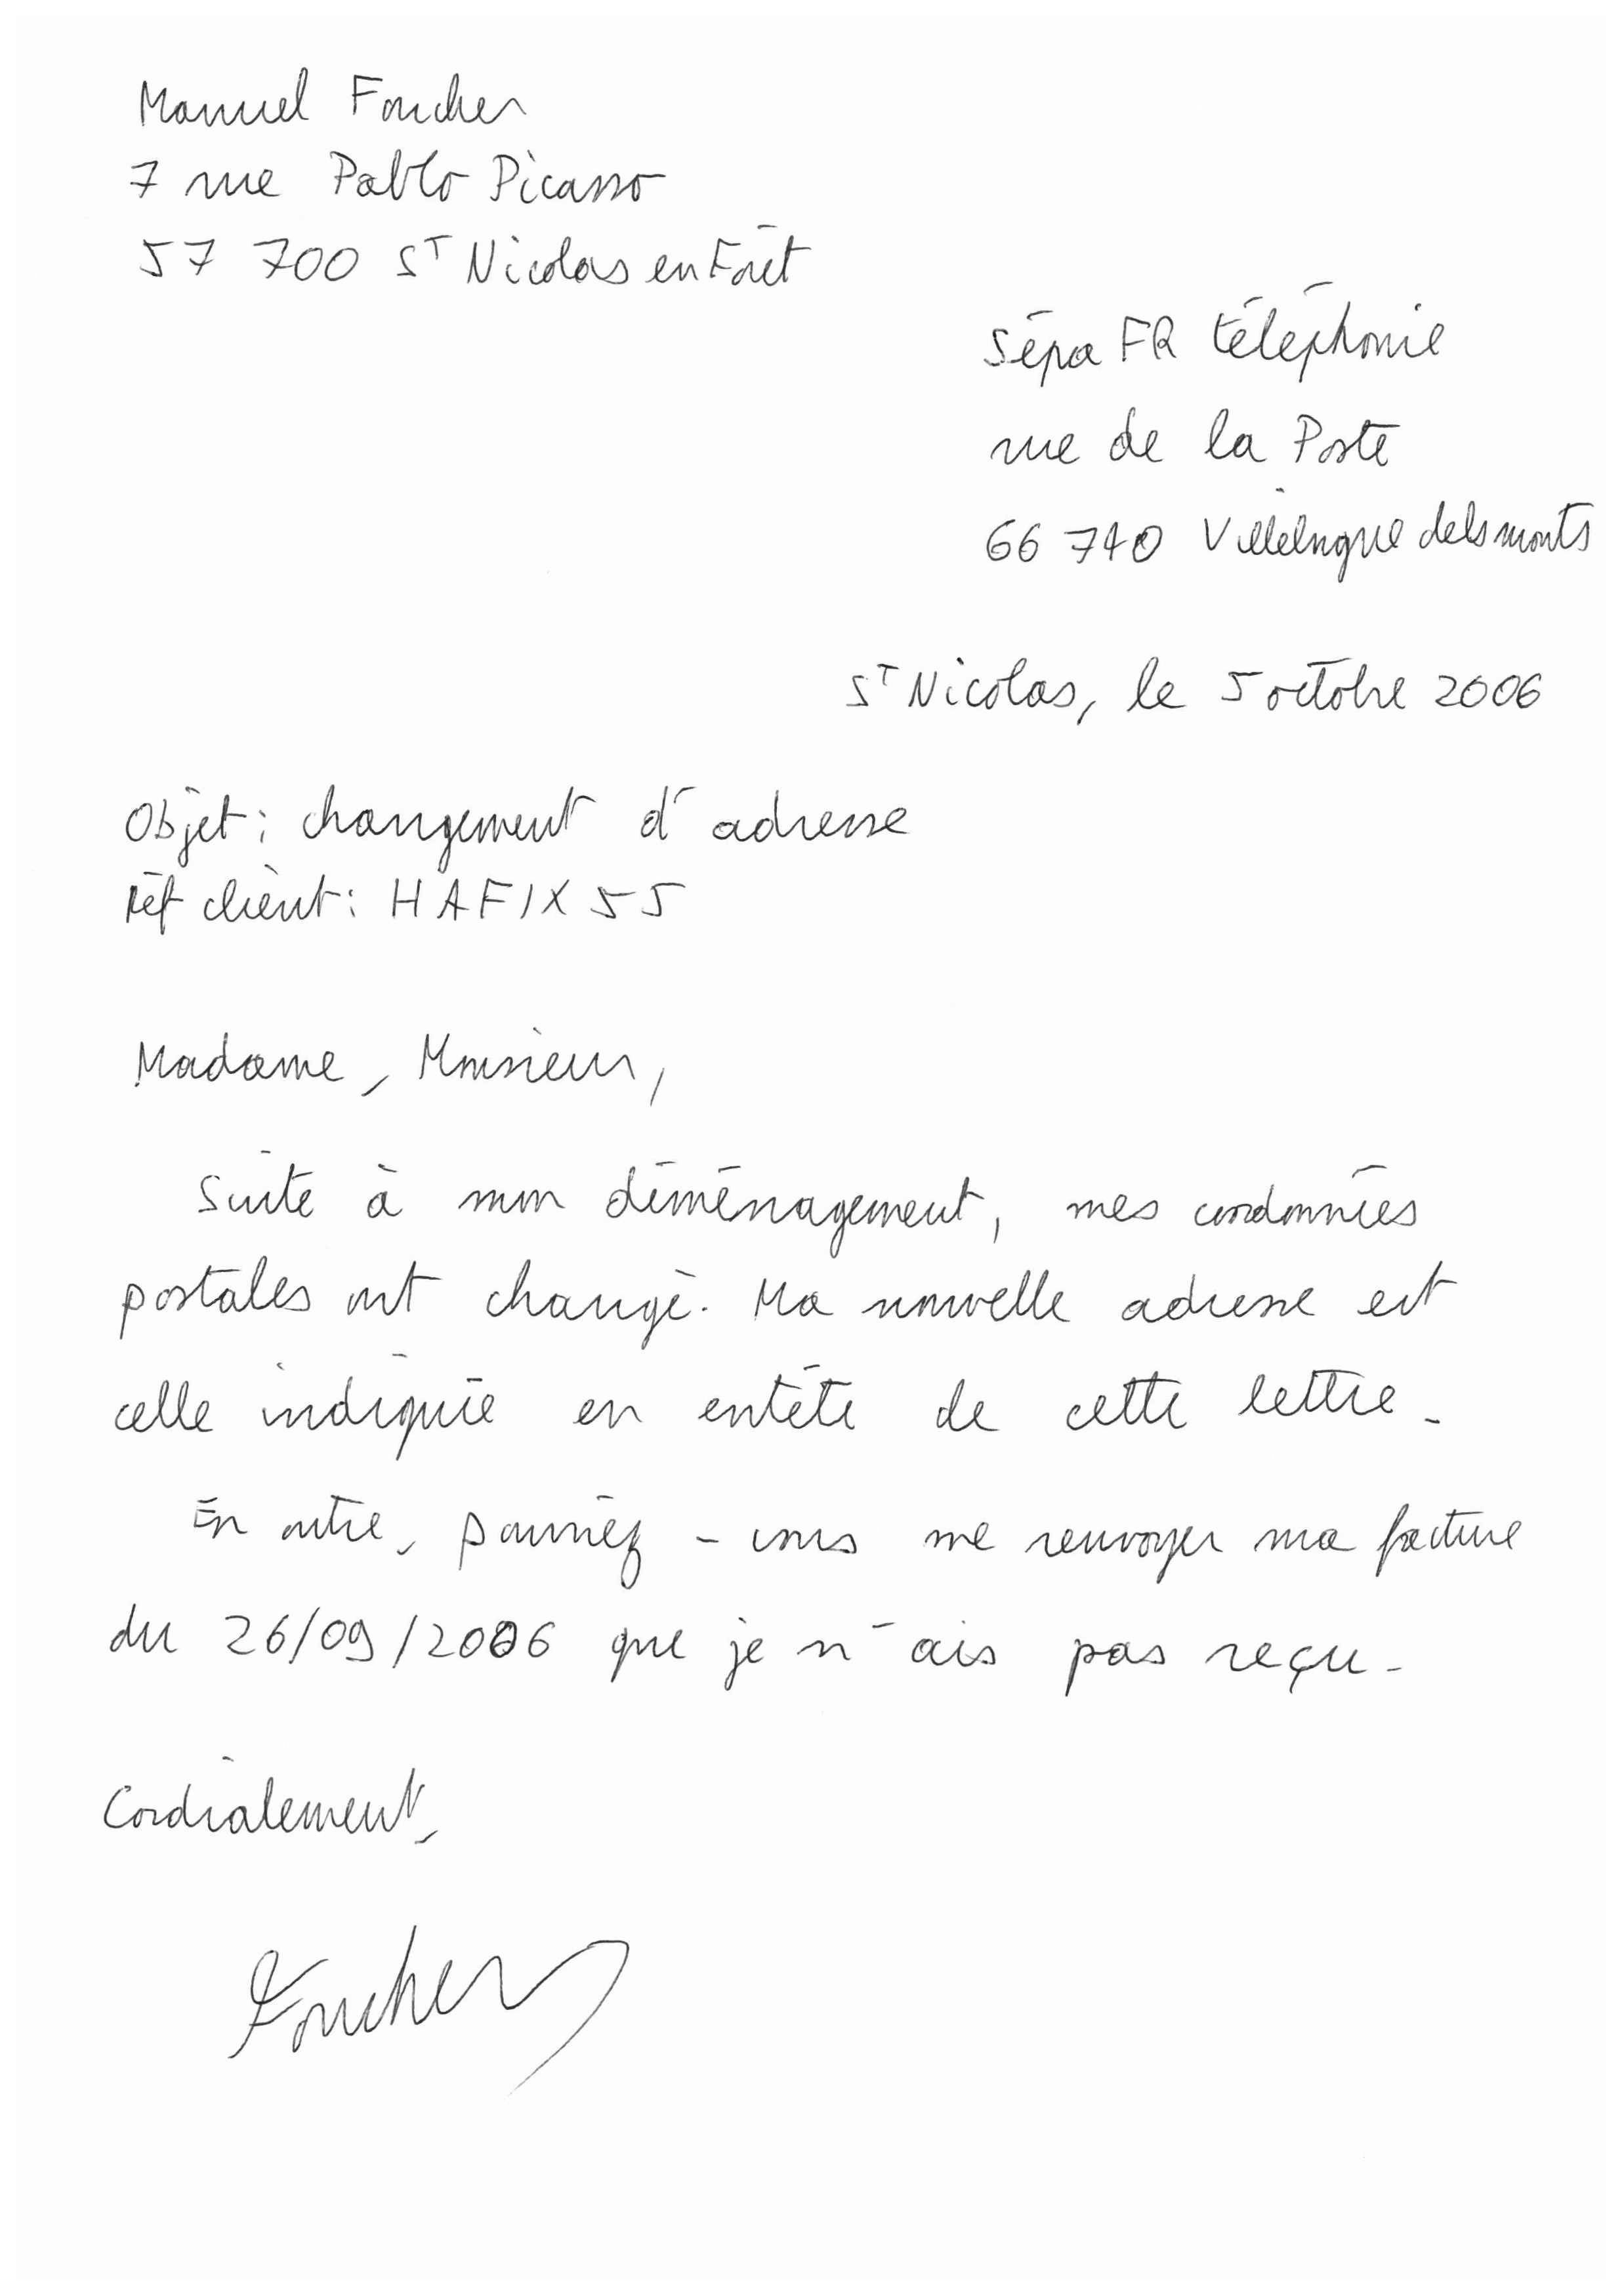 Manuel Foucher
7 rue Pablo Picasso
57 700 ST Nicolas en Forêt
Sépa FR téléphonie
rue de la Poste
66 740 Villelongue dels monts
ST Nicolas, le 5 octobre 2006
Objet : changement d'adresse
Réf client : HAFIX55
Madame, Monsieur,
Suite à mon déménagement, mes coordonnées
postales ont changé. Ma nouvelle adresse est
celle indiquée en entête de cette lettre.
En outre, pourriez-vous me renvoyer ma facture
du 26/09/2006 que je n'ais pas reçu.
Cordialement,
Foucher